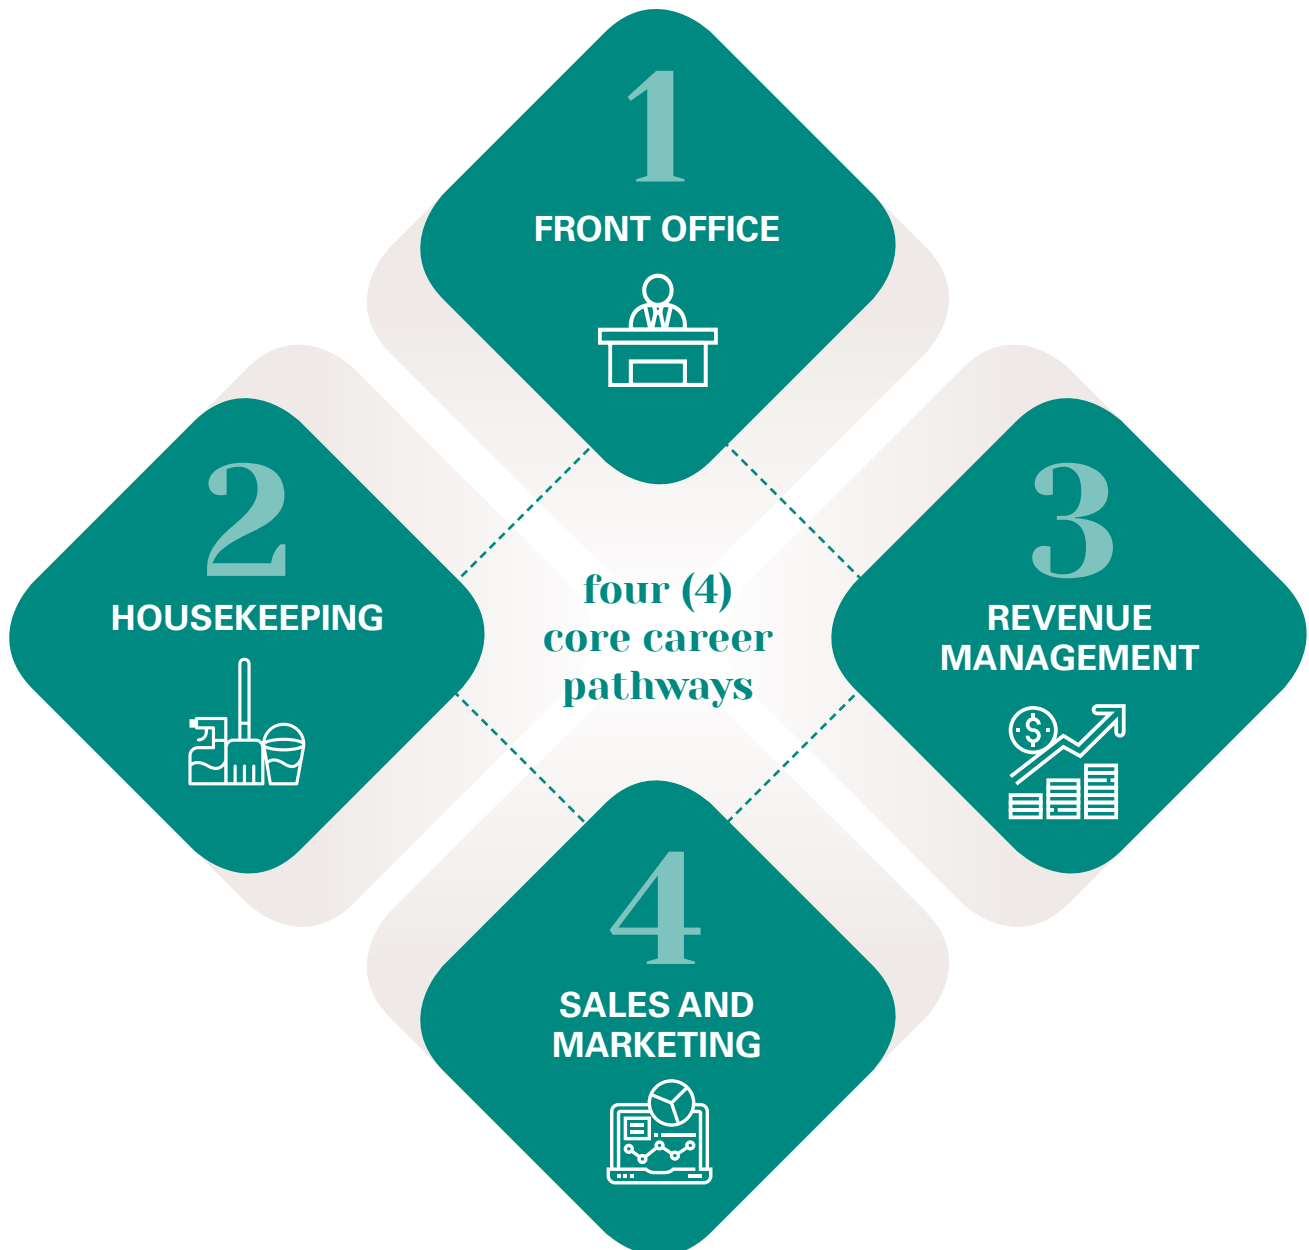 1
FRONT OFFICE
2
HOUSEKEEPING
3
REVENUE
MANAGEMENT
four (4)
core career
pathways
4
SALES AND
MARKETING